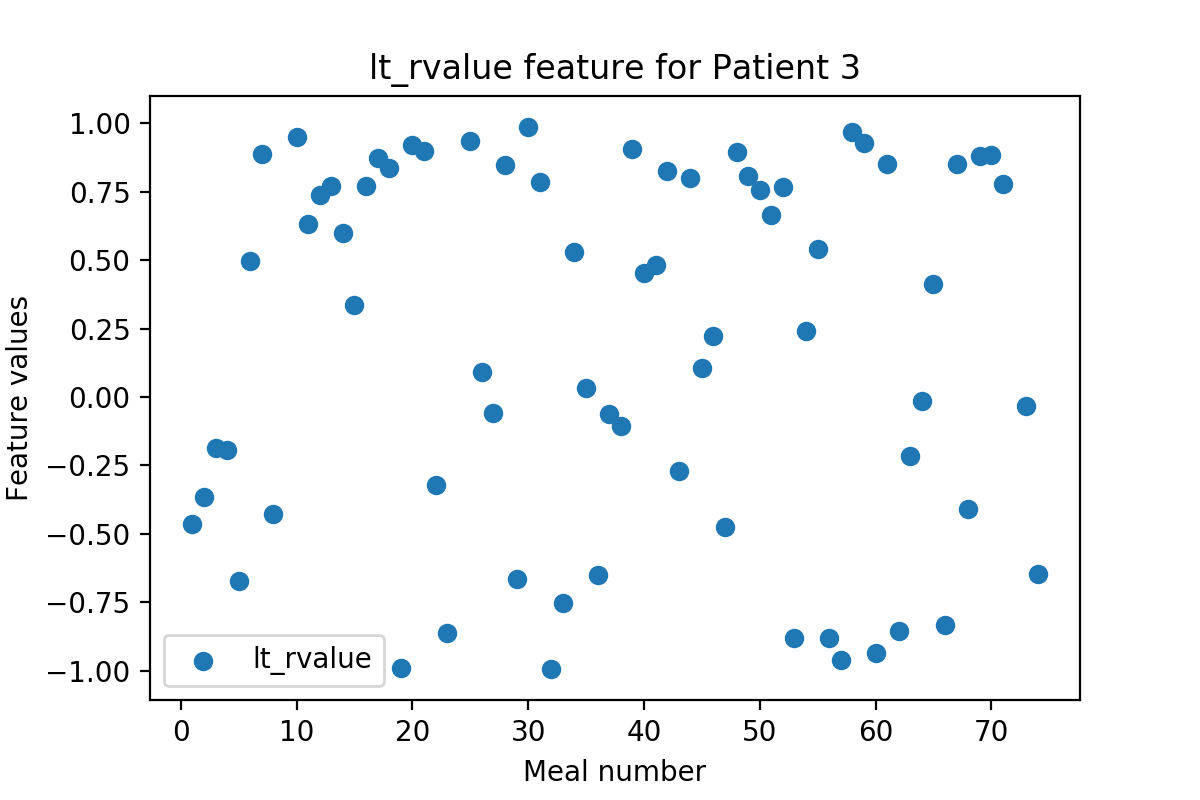 lt_rvalue feature for Patient 3
Feature values
1.00
0.75
0.50
0.25
0.00
−0.25
−0.50
−0.75
−1.00
lt_rvalue
0 10 20 30 40 50 60 70
Meal number